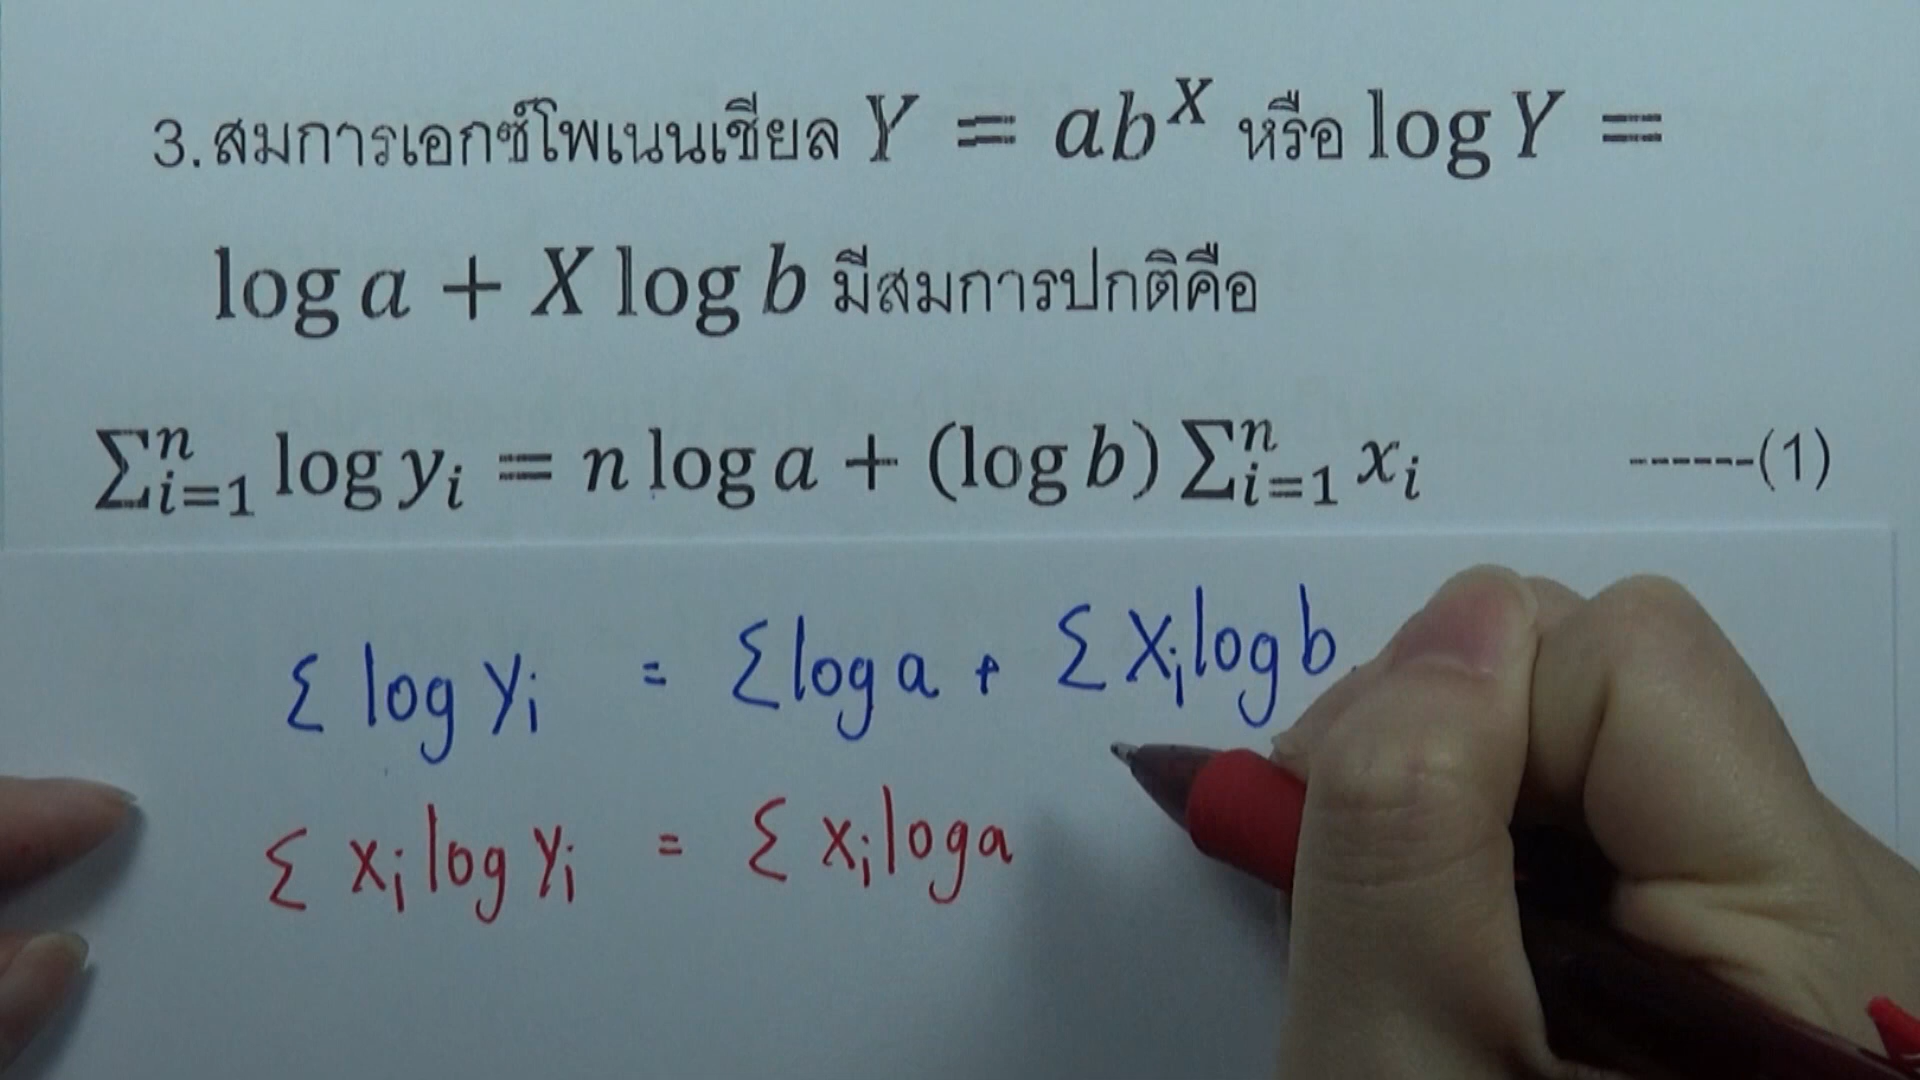 3. สมการเอกซ์โพเนนเชียล Y = ab^X หรือ log Y =
log a + X log b มีสมการปกติคือ
∑_{i=1}^{n} log y_i = n log a + (log b) ∑_{i=1}^{n} x_i ------(1)
Σ log y_i = Σ log a + Σ x_i log b
Σ x_i log y_i = Σ x_i log a